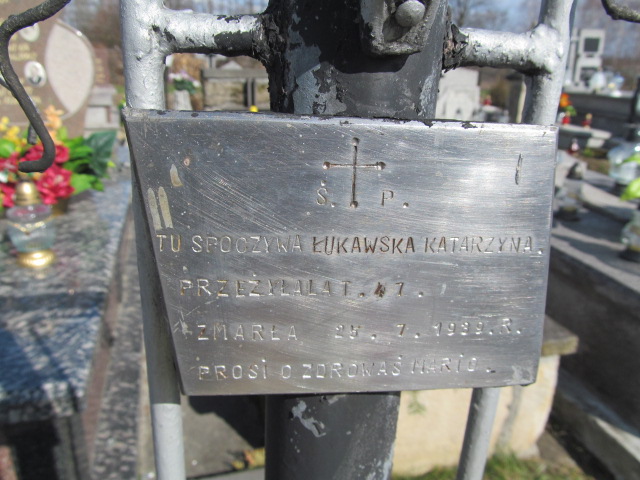 Ś. P.
TU SPOCZYWA ŁUKAWSKA KATARZYNA.
PRZEŻYŁA LAT. 47.
ZMARŁA 25. 7. 1939. R.
PROSI O ZDROWAŚ MARIO.